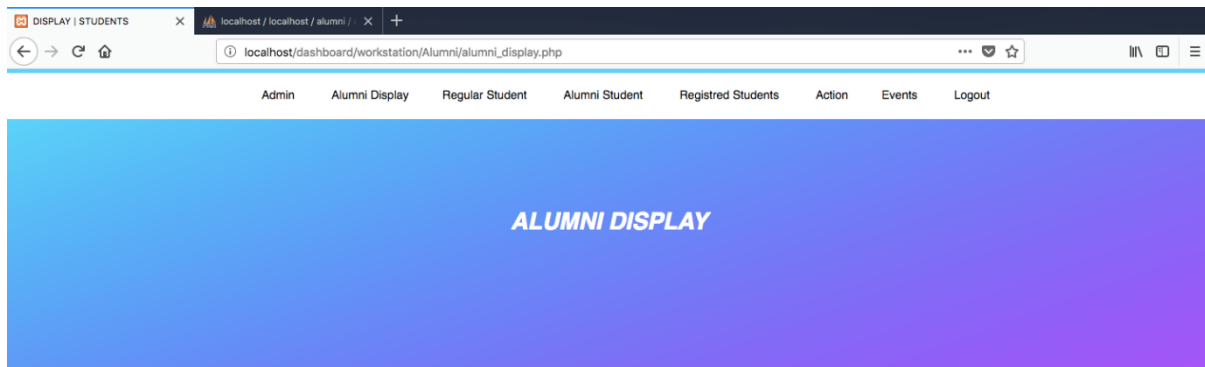 DISPLAY | STUDENTS
localhost / localhost / alumni /
localhost/dashboard/workstation/Alumni/alumni_display.php
Admin Alumni Display Regular Student Alumni Student Registred Students Action Events Logout
ALUMNI DISPLAY